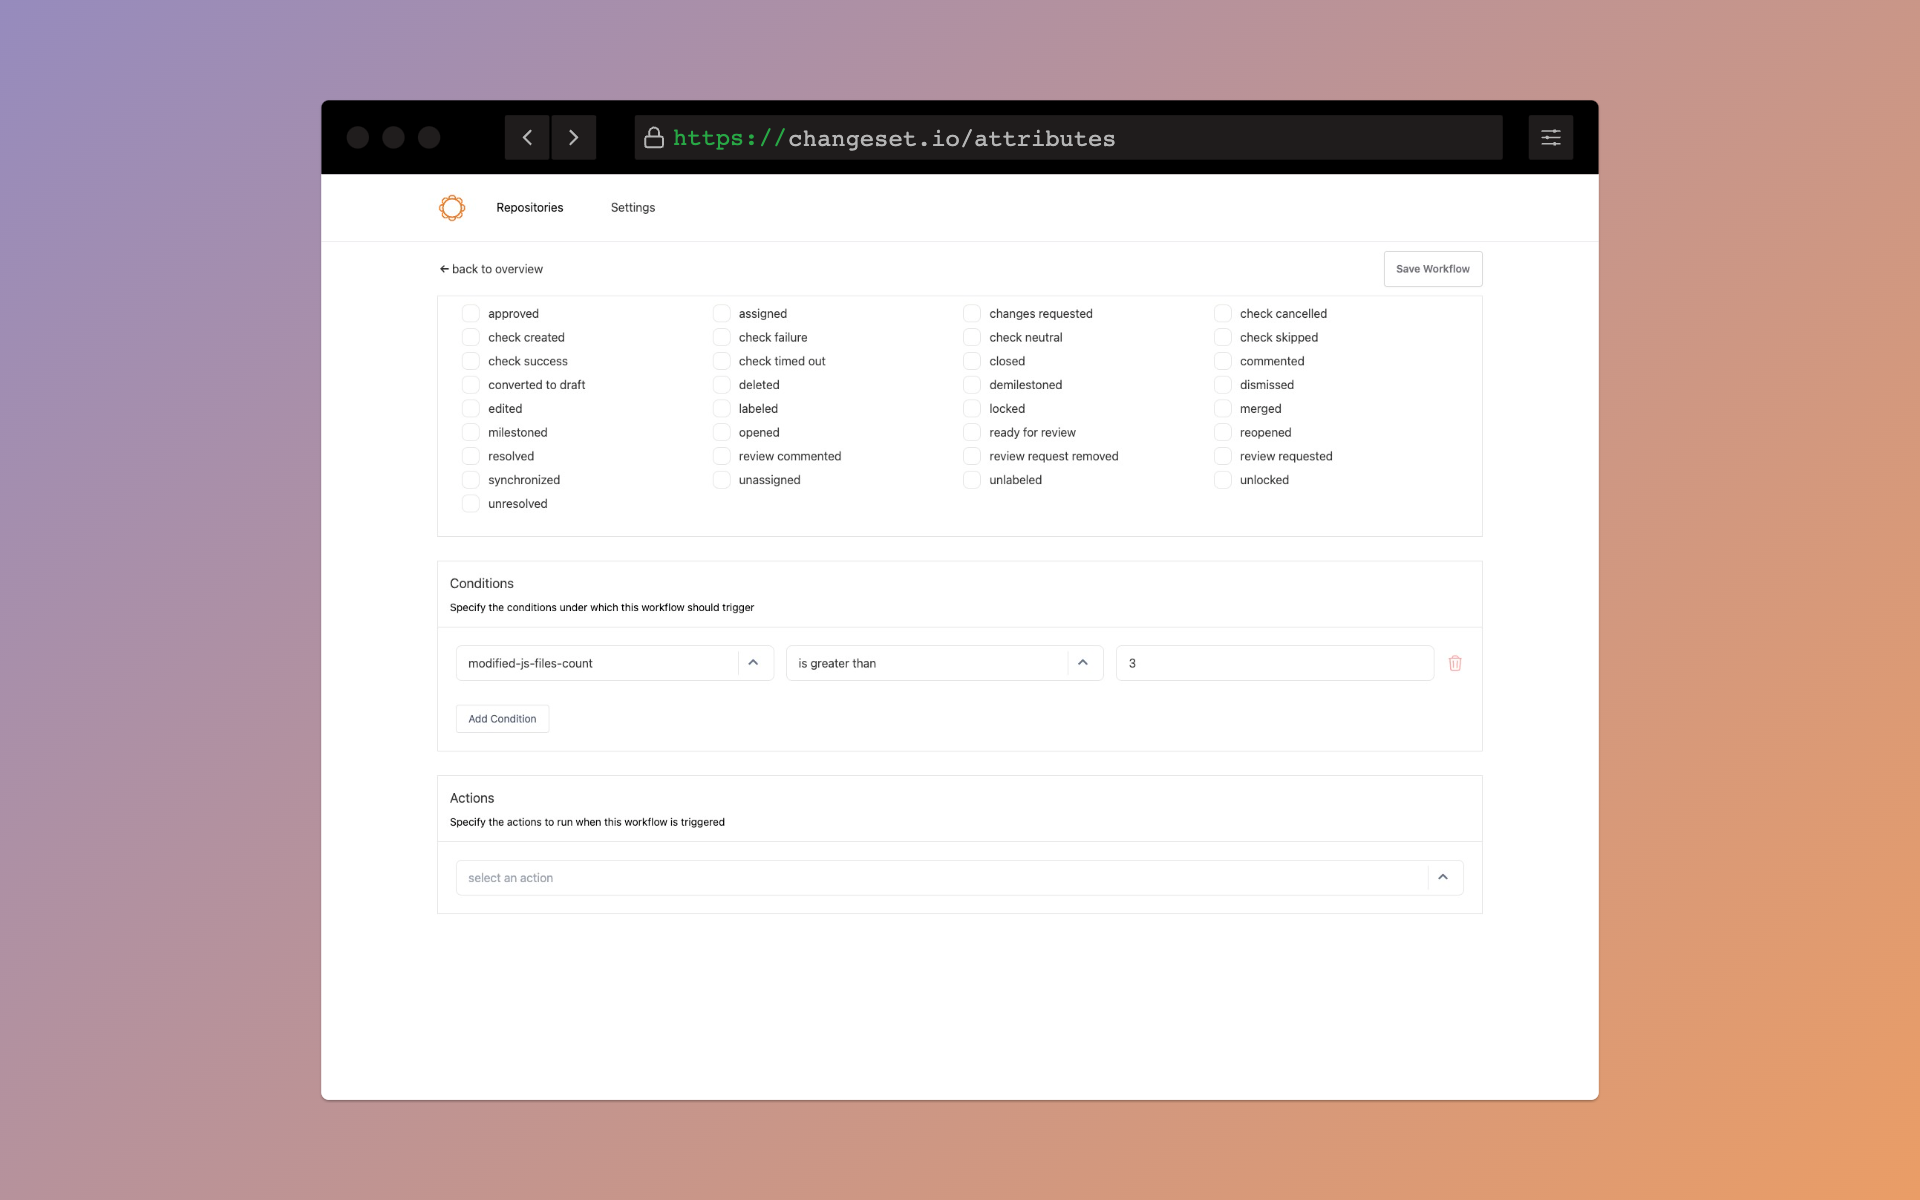 https://changeset.io/attributes
Repositories Settings
← back to overview Save Workflow
approved assigned changes requested check cancelled
check created check failure check neutral check skipped
check success check timed out closed commented
converted to draft deleted demilestoned dismissed
edited labeled locked merged
milestoned opened ready for review reopened
resolved review commented review request removed review requested
synchronized unassigned unlabeled unlocked
unresolved
Conditions
Specify the conditions under which this workflow should trigger
modified-js-files-count is greater than 3
Add Condition
Actions
Specify the actions to run when this workflow is triggered
select an action